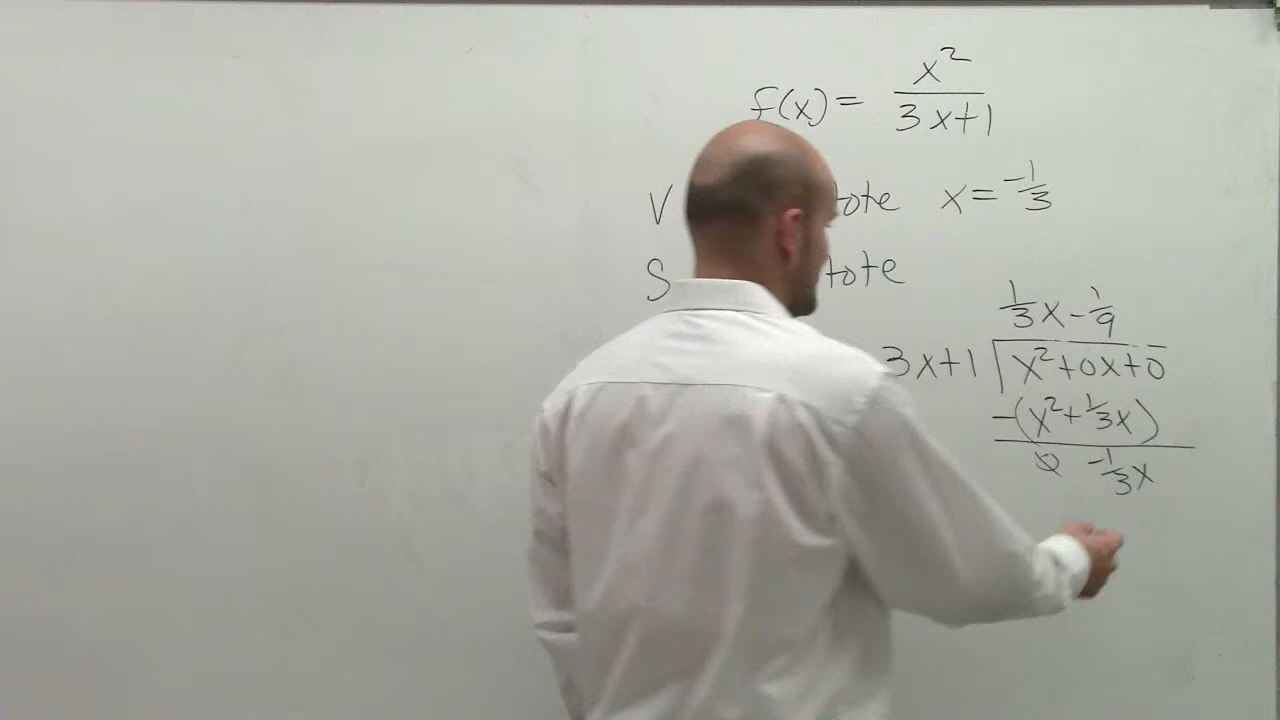 f(x) = x² / 3x+1
V tote x = -1/3
S tote
1/3x - 1/9
3x+1 x²+0x+0
-(x²+1/3x)
0 -1/3x